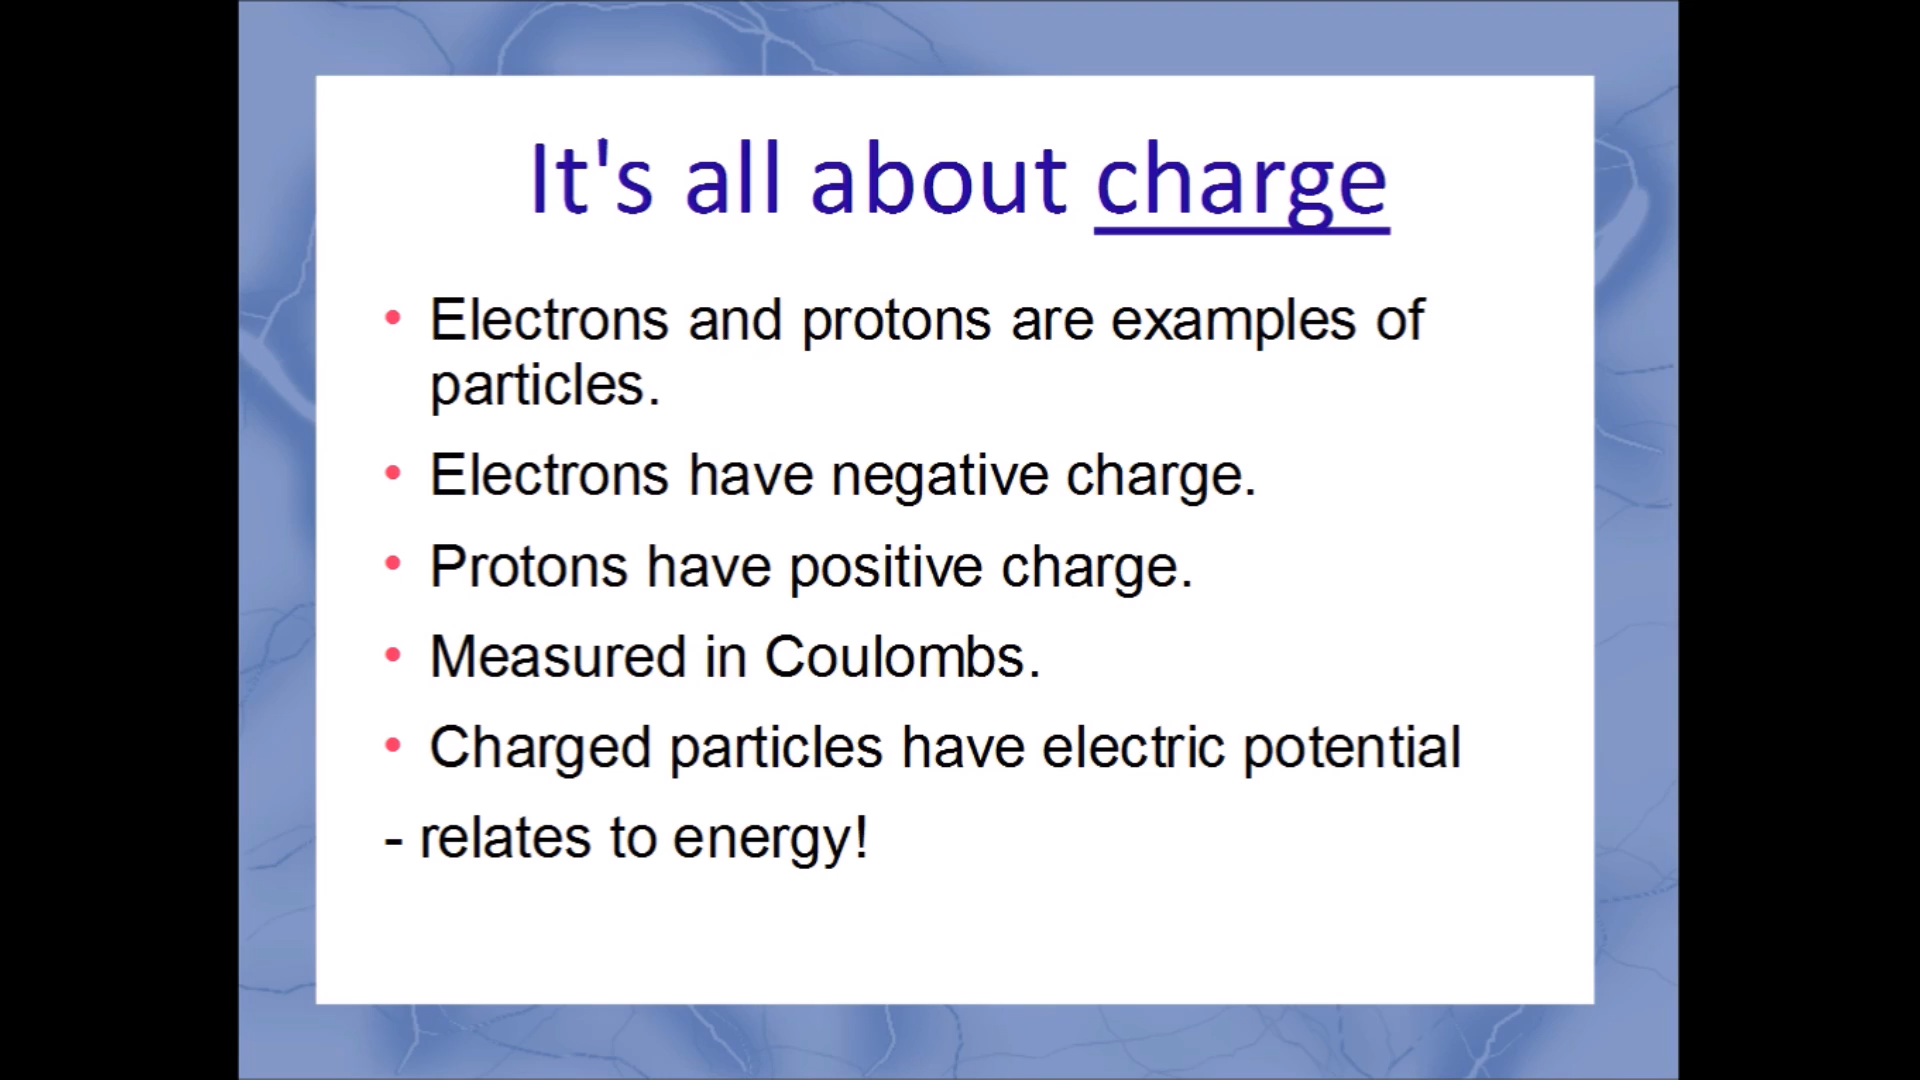 It's all about charge
• Electrons and protons are examples of
particles.
• Electrons have negative charge.
• Protons have positive charge.
• Measured in Coulombs.
• Charged particles have electric potential
- relates to energy!